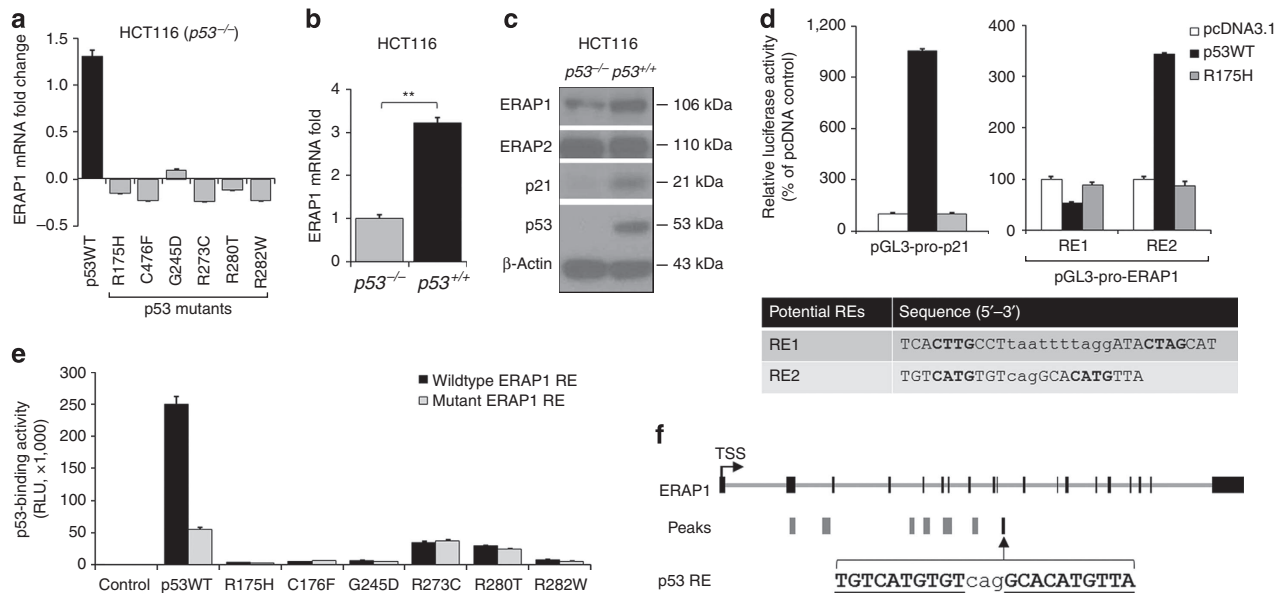 a
HCT116 (p53–/–)
ERAP1 mRNA fold change
1.5
1.0
0.5
0.0
–0.5
p53WT
R175H
C476F
G245D
R273C
R280T
R282W
p53 mutants
b
HCT116
ERAP1 mRNA fold
4
3
2
1
0
**
p53–/–
p53+/+
c
HCT116
p53–/– p53+/+
ERAP1
106 kDa
ERAP2
110 kDa
p21
21 kDa
p53
53 kDa
β-Actin
43 kDa
d
Relative luciferase activity
(% of pcDNA control)
1,200
900
600
300
0
pGL3-pro-p21
400
300
200
100
0
RE1
RE2
pGL3-pro-ERAP1
pcDNA3.1
p53WT
R175H
Potential REs
Sequence (5′–3′)
RE1
TCACTTGCCTtaattttaggATACTAGCAT
RE2
TGTCATGTGTcagGCACATGTTA
e
p53-binding activity
(RLU, ×1,000)
300
250
200
150
100
50
0
Wildtype ERAP1 RE
Mutant ERAP1 RE
Control
p53WT
R175H
C176F
G245D
R273C
R280T
R282W
f
TSS
ERAP1
Peaks
p53 RE
TGTCATGTGTcagGCACATGTTA